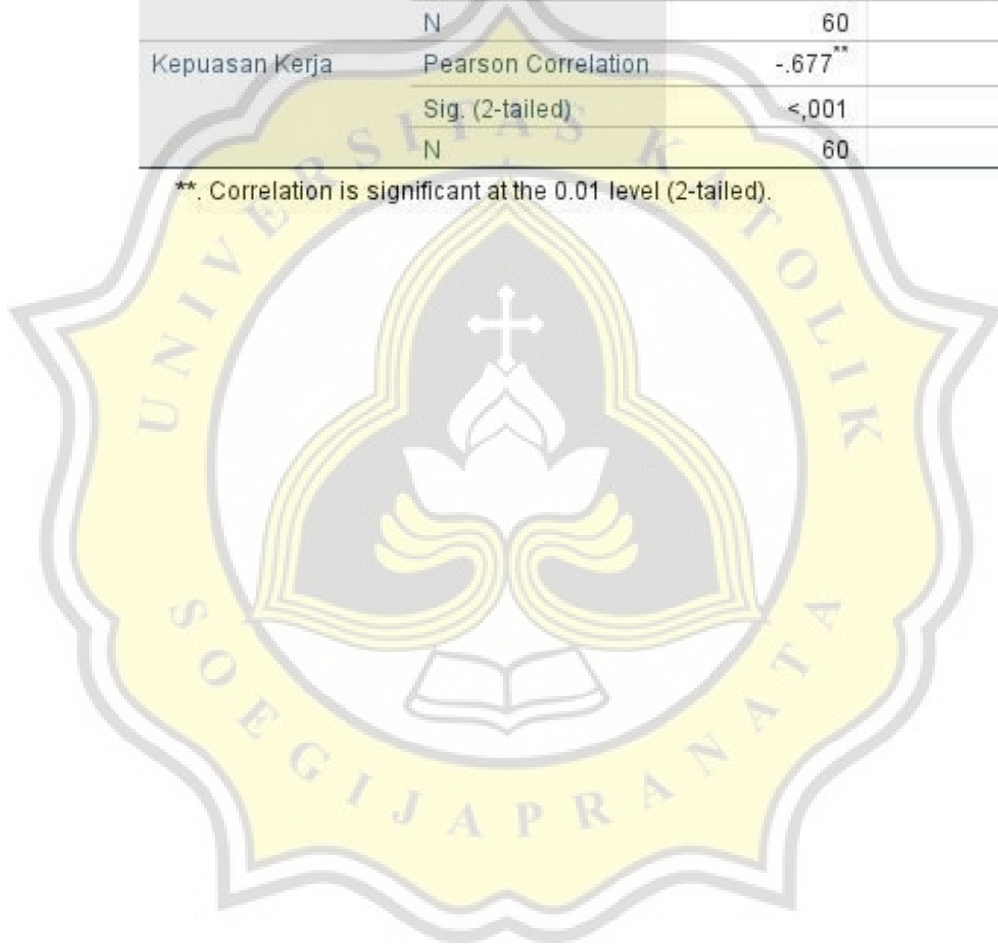 N 60
Kepuasan Kerja Pearson Correlation -.677**
Sig. (2-tailed) <,001
N 60
**. Correlation is significant at the 0.01 level (2-tailed).
UNIVERSITAS KATOLIK
SOEGIJAPRANATA